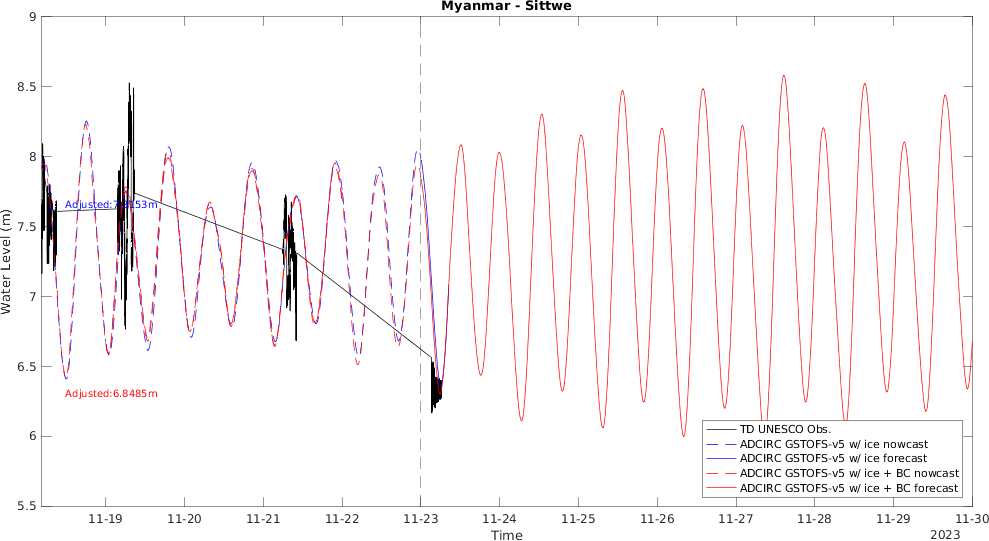 Myanmar - Sittwe
9
8.5
8
7.5
7
6.5
6
5.5
Water Level (m)
Adjusted:6.8485m
TD UNESCO Obs.
ADCIRC GSTOFS-v5 w/ ice nowcast
ADCIRC GSTOFS-v5 w/ ice forecast
ADCIRC GSTOFS-v5 w/ ice + BC nowcast
ADCIRC GSTOFS-v5 w/ ice + BC forecast
11-19 11-20 11-21 11-22 11-23 11-24 11-25 11-26 11-27 11-28 11-29 11-30
Time
2023